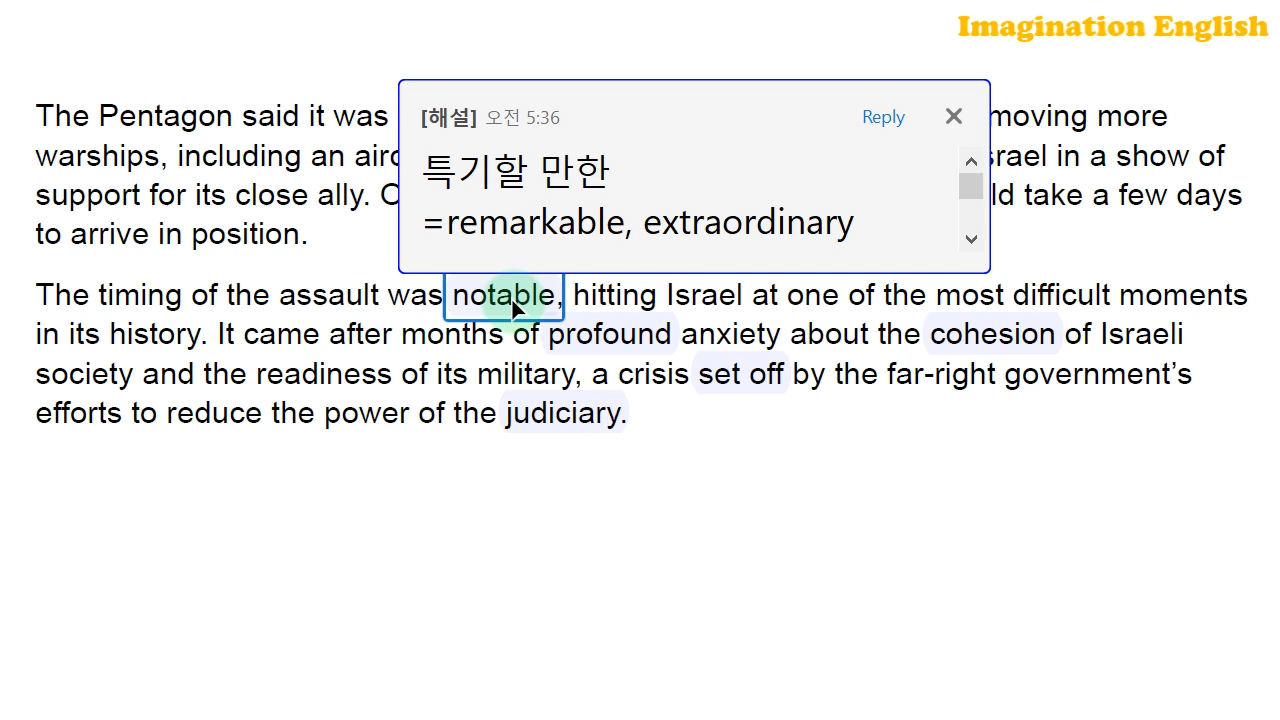 Imagination English
The Pentagon said it was
moving more
warships, including an
in a show of
support for its close ally.
take a few days
to arrive in position.
[해설] 오전 5:36
Reply
특기할 만한
=remarkable, extraordinary
The timing of the assault was notable, hitting Israel at one of the most difficult moments
in its history. It came after months of profound anxiety about the cohesion of Israeli
society and the readiness of its military, a crisis set off by the far-right government’s
efforts to reduce the power of the judiciary.